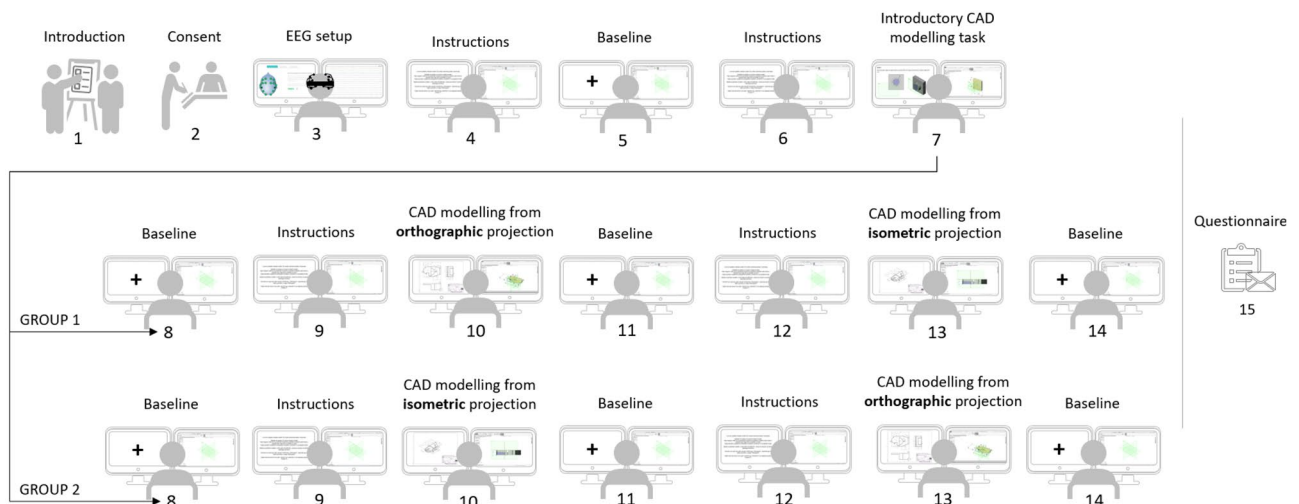 Introduction
Consent
EEG setup
Instructions
Baseline
Instructions
Introductory CAD
modelling task
1
2
3
4
5
6
7
Baseline
Instructions
CAD modelling from
orthographic projection
Baseline
Instructions
CAD modelling from
isometric projection
Baseline
Questionnaire
GROUP 1
8
9
10
11
12
13
14
15
Baseline
Instructions
CAD modelling from
isometric projection
Baseline
Instructions
CAD modelling from
orthographic projection
Baseline
GROUP 2
8
9
10
11
12
13
14